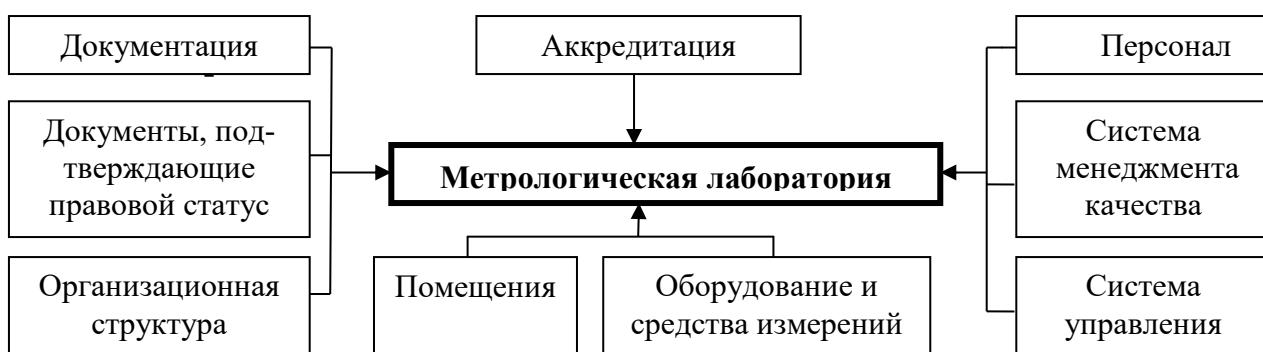 Документация
Аккредитация
Персонал
Документы, под-
тверждающие
правовой статус
Метрологическая лаборатория
Система
менеджмента
качества
Организационная
структура
Помещения
Оборудование и
средства измерений
Система
управления